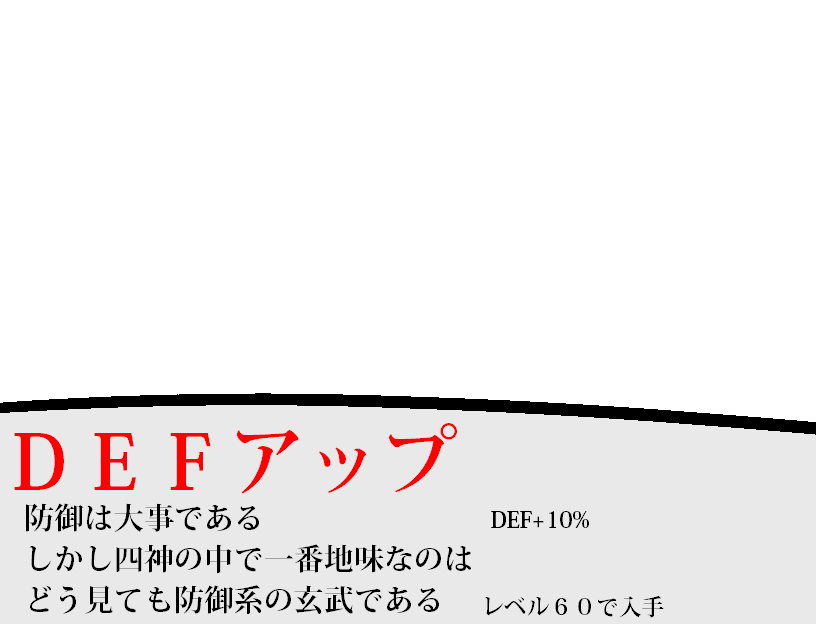 ＤＥＦアップ
防御は大事である
DEF+10%
しかし四神の中で一番地味なのは
どう見ても防御系の玄武である
レベル６０で入手